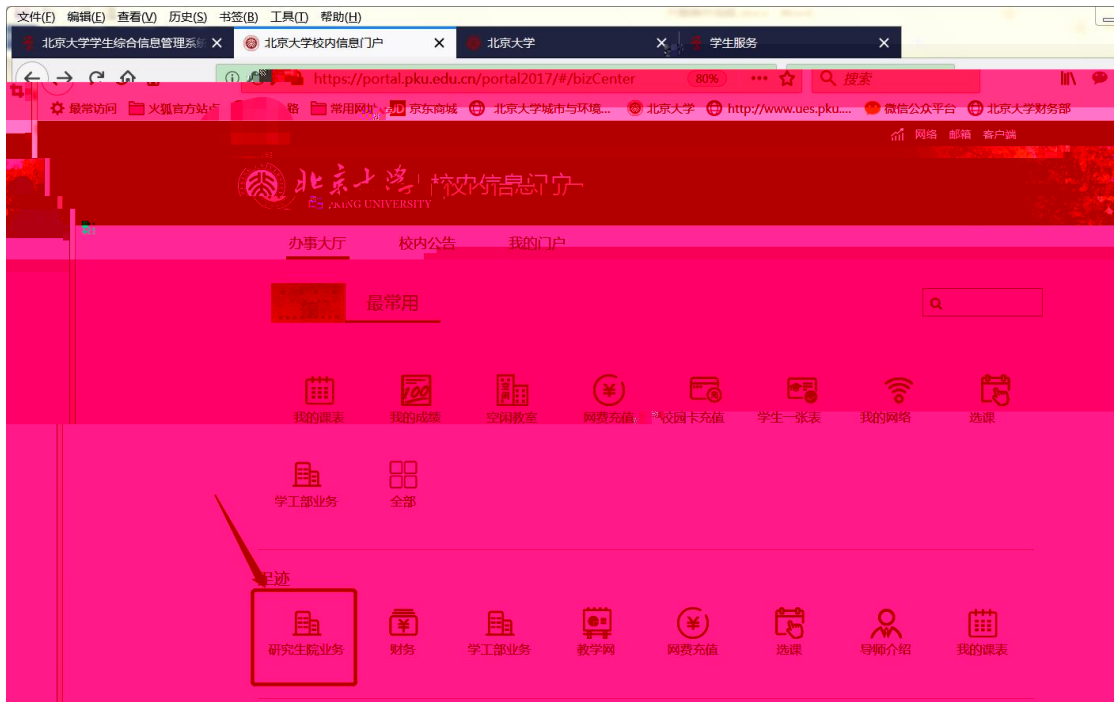 文件(F) 编辑(E) 查看(V) 历史(S) 书签(B) 工具(T) 帮助(H)
北京大学学生综合信息管理系统 北京大学校内信息门户 北京大学 学生服务
https://portal.pku.edu.cn/portal2017/#/bizCenter 80% 搜索
最常访问 火狐官方站点 常用网址 JD 京东商城 北京大学城市与环境... 北京大学 http://www.ues.pku.... 微信公众平台 北京大学财务部
网络 邮箱 客户端
北京大学 校内信息门户
PEKING UNIVERSITY
办事大厅 校内公告 我的门户
最常用
我的课表 我的成绩 空闲教室 网费充值 校园卡充值 学生一张表 我的网络 选课
学工部业务 全部
足迹
研究生院业务 财务 学工部业务 教学网 网费充值 选课 导师介绍 我的课表